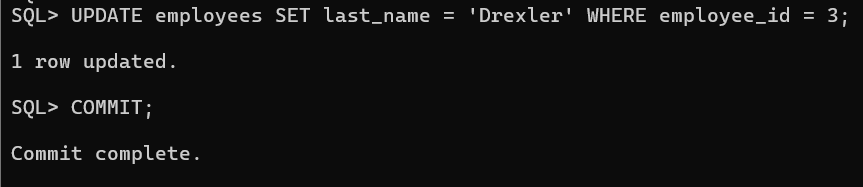 SQL> UPDATE employees SET last_name = 'Drexler' WHERE employee_id = 3;
1 row updated.
SQL> COMMIT;
Commit complete.